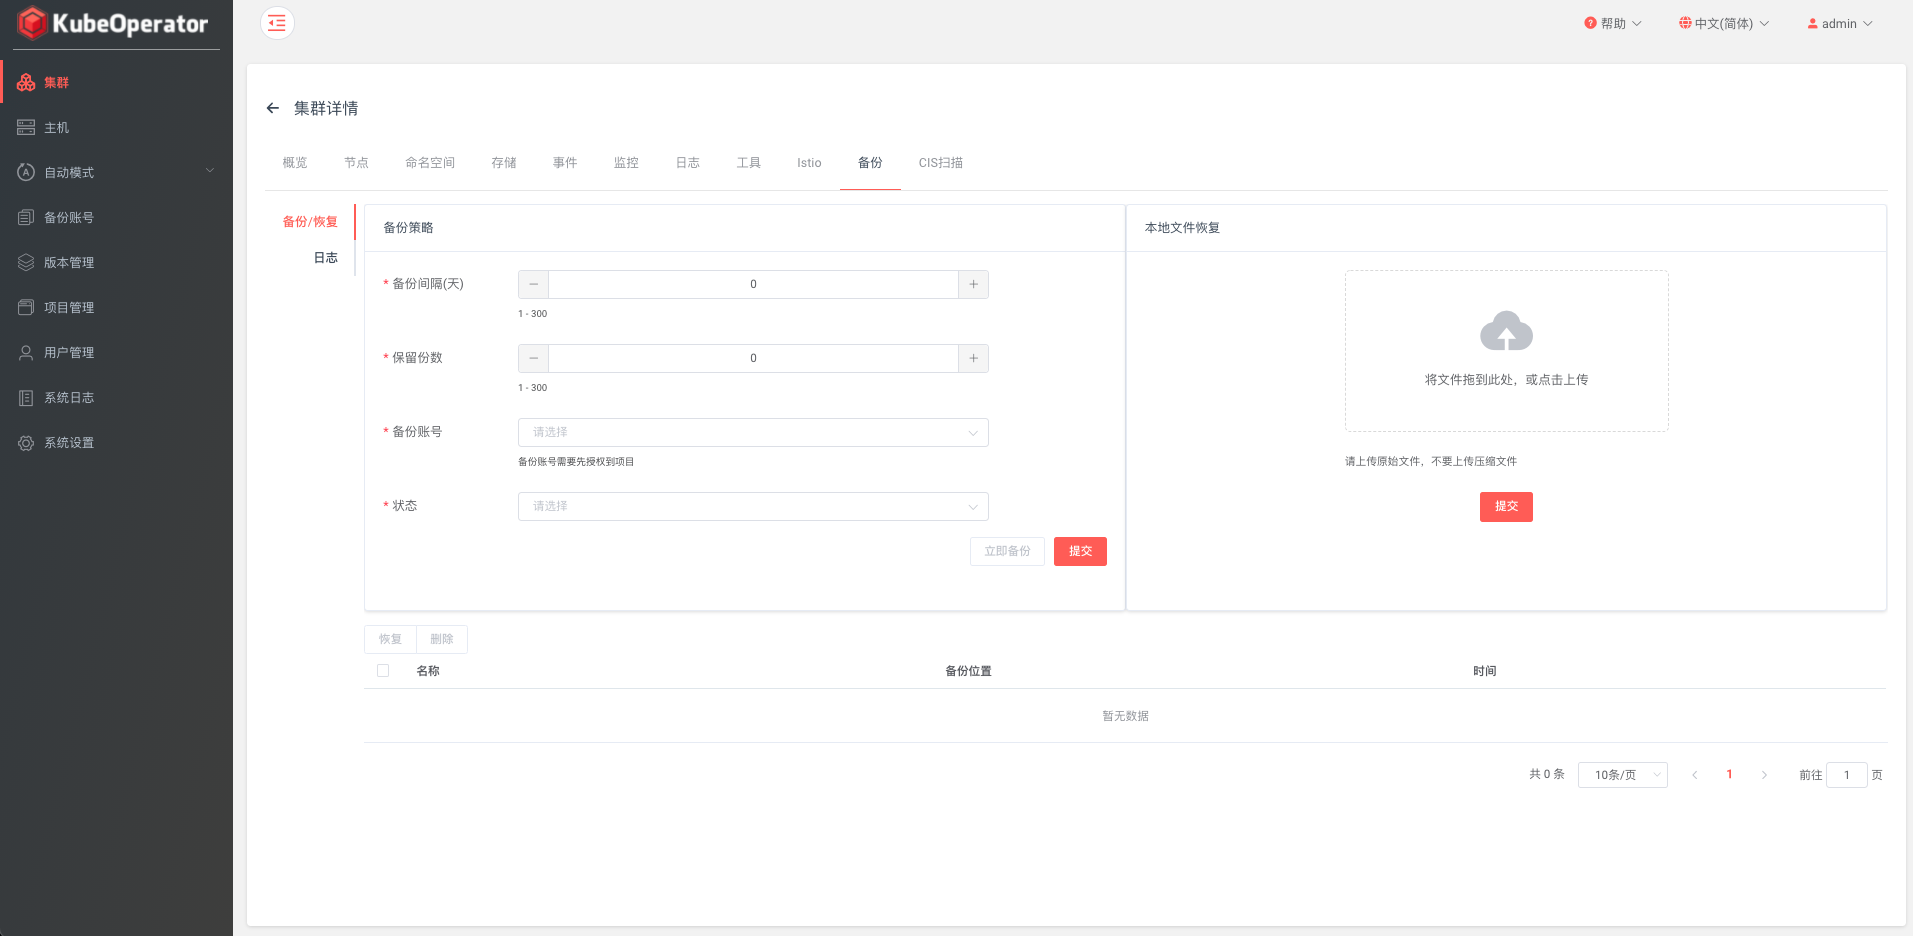 KubeOperator
帮助
中文(简体)
admin
集群
主机
自动模式
备份账号
版本管理
项目管理
用户管理
系统日志
系统设置
集群详情
概览
节点
命名空间
存储
事件
监控
日志
工具
Istio
备份
CIS扫描
备份/恢复
日志
备份策略
* 备份间隔(天)
0
1 - 300
* 保留份数
0
1 - 300
* 备份账号
请选择
备份账号需要先授权到项目
* 状态
请选择
立即备份
提交
本地文件恢复
将文件拖到此处，或点击上传
请上传原始文件，不要上传压缩文件
提交
恢复
删除
名称
备份位置
时间
暂无数据
共 0 条
10条/页
1
前往 1 页